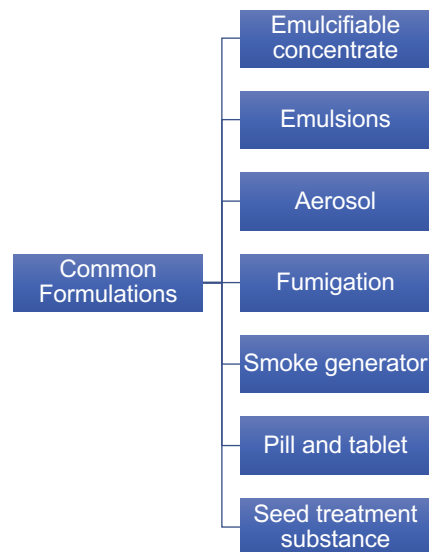 Emulcifiable
concentrate
Emulsions
Aerosol
Common
Formulations
Fumigation
Smoke generator
Pill and tablet
Seed treatment
substance